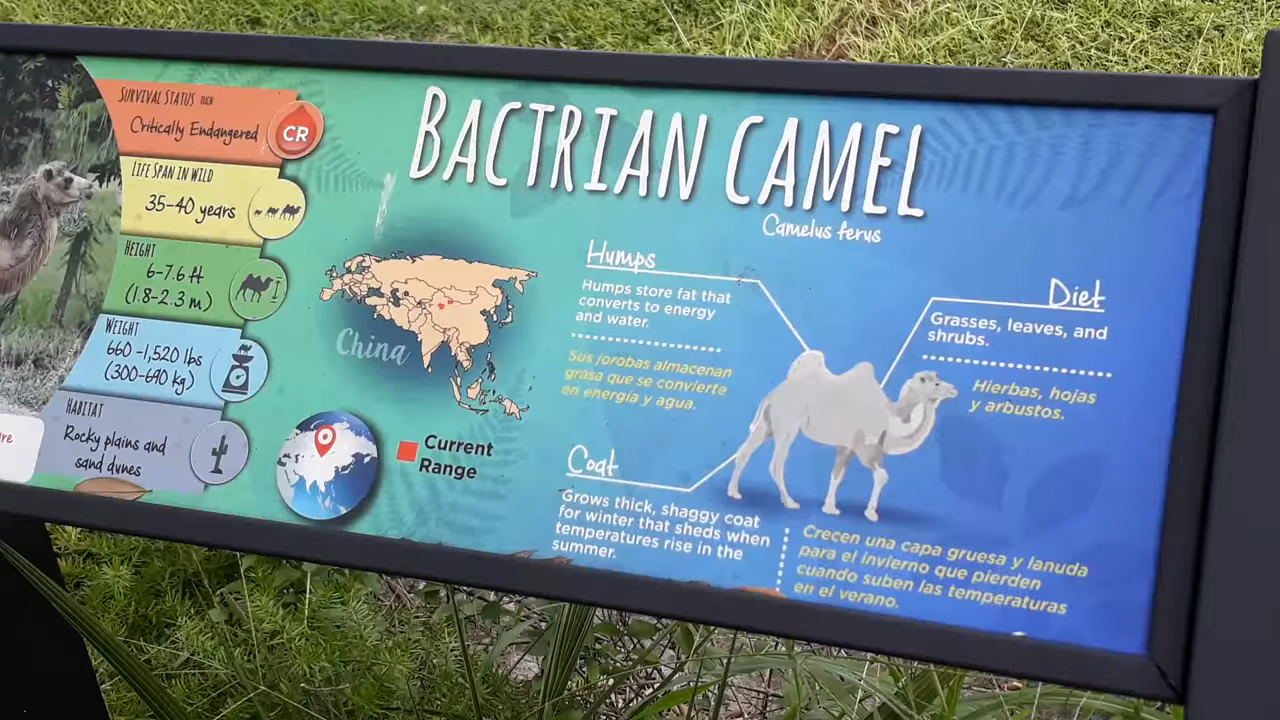 SURVIVAL STATUS IUCN
Critically Endangered
CR
LIFE SPAN IN WILD
35-40 years
HEIGHT
6-7.6 ft
(1.8-2.3 m)
WEIGHT
660-1,520 lbs
(300-690 kg)
HABITAT
Rocky plains and
sand dunes
BACTRIAN CAMEL
Camelus ferus
China
Current
Range
Humps
Humps store fat that
converts to energy
and water.
Sus jorobas almacenan
grasa que se convierte
en energía y agua.
Diet
Grasses, leaves, and
shrubs.
Hierbas, hojas
y arbustos.
Coat
Grows thick, shaggy coat
for winter that sheds when
temperatures rise in the
summer.
Crecen una capa gruesa y lanuda
para el invierno que pierden
cuando suben las temperaturas
en el verano.